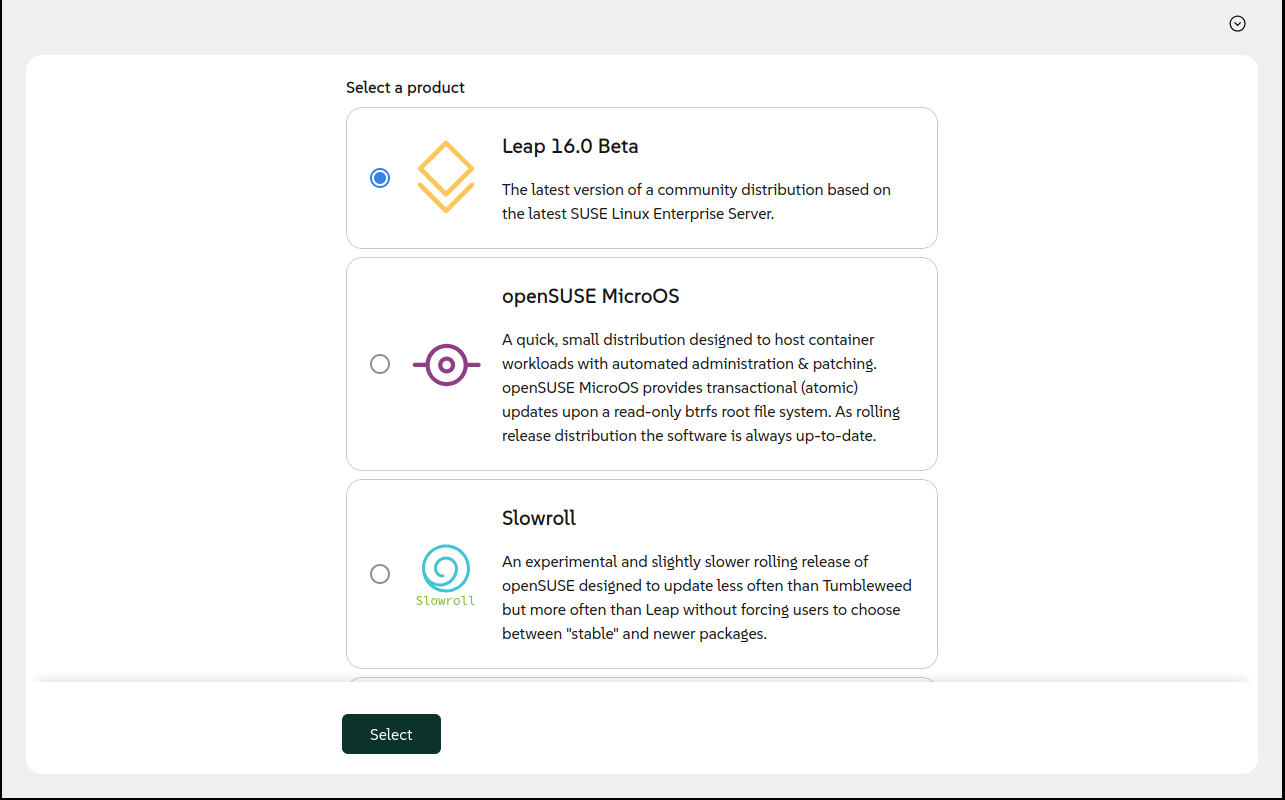 Select a product
Leap 16.0 Beta
The latest version of a community distribution based on
the latest SUSE Linux Enterprise Server.
openSUSE MicroOS
A quick, small distribution designed to host container
workloads with automated administration & patching.
openSUSE MicroOS provides transactional (atomic)
updates upon a read-only btrfs root file system. As rolling
release distribution the software is always up-to-date.
Slowroll
An experimental and slightly slower rolling release of
openSUSE designed to update less often than Tumbleweed
but more often than Leap without forcing users to choose
between "stable" and newer packages.
Slowroll
Select